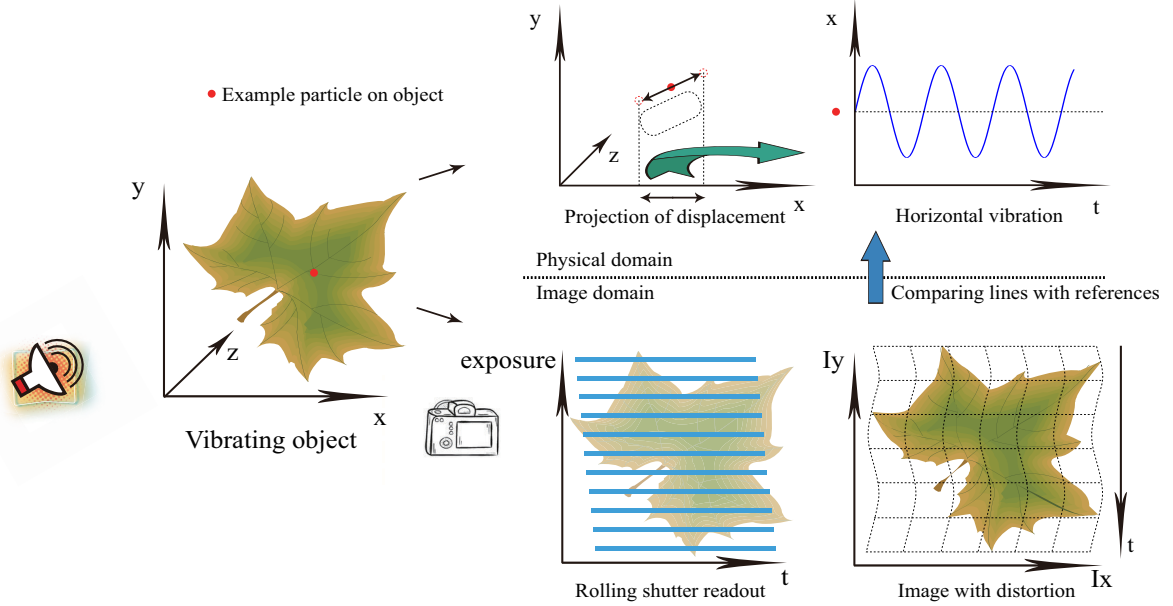 Example particle on object
y
z
x
Vibrating object
y
z
x
Projection of displacement
x
t
Horizontal vibration
Physical domain
Image domain
Comparing lines with references
exposure
t
Rolling shutter readout
Iy
t
Ix
Image with distortion